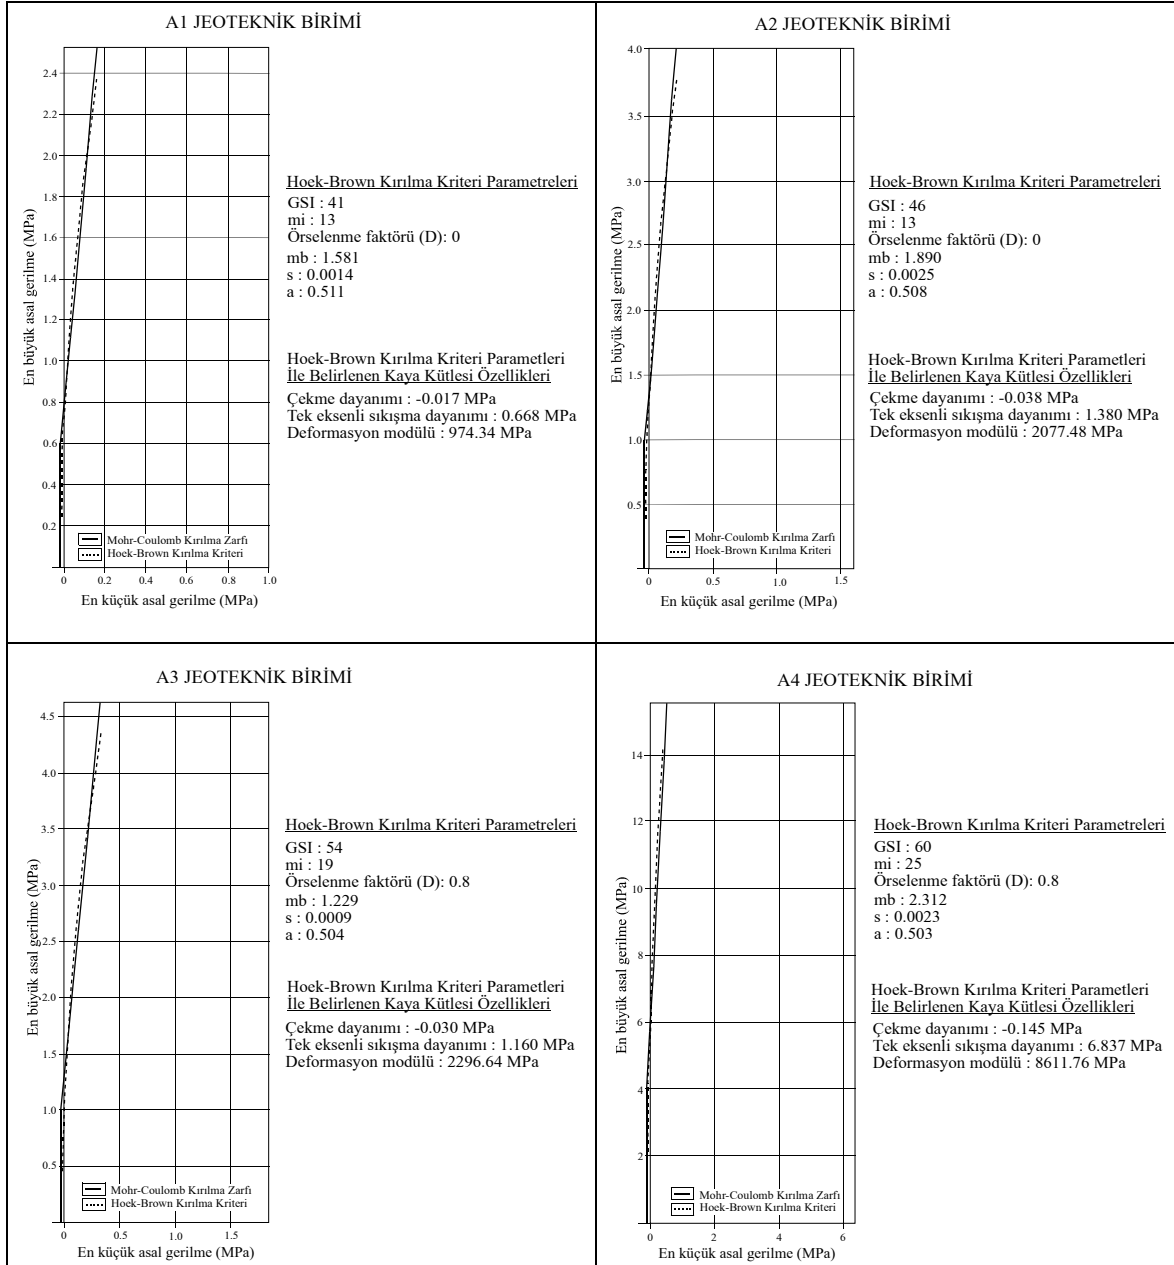 A1 JEOTEKNİK BİRİMİ
2.4
2.2
2.0
1.8
1.6
1.4
1.2
1.0
0.8
0.6
0.4
0.2
En büyük asal gerilme (MPa)
Mohr-Coulomb Kırılma Zarfı
Hoek-Brown Kırılma Kriteri
0 0.2 0.4 0.6 0.8 1.0
En küçük asal gerilme (MPa)
Hoek-Brown Kırılma Kriteri Parametreleri
GSI : 41
mi : 13
Örselenme faktörü (D): 0
mb : 1.581
s : 0.0014
a : 0.511
Hoek-Brown Kırılma Kriteri Parametleri
İle Belirlenen Kaya Kütlesi Özellikleri
Çekme dayanımı : -0.017 MPa
Tek eksenli sıkışma dayanımı : 0.668 MPa
Deformasyon modülü : 974.34 MPa
A2 JEOTEKNİK BİRİMİ
4.0
3.5
3.0
2.5
2.0
1.5
1.0
0.5
En büyük asal gerilme (MPa)
Mohr-Coulomb Kırılma Zarfı
Hoek-Brown Kırılma Kriteri
0 0.5 1.0 1.5
En küçük asal gerilme (MPa)
Hoek-Brown Kırılma Kriteri Parametreleri
GSI : 46
mi : 13
Örselenme faktörü (D): 0
mb : 1.890
s : 0.0025
a : 0.508
Hoek-Brown Kırılma Kriteri Parametleri
İle Belirlenen Kaya Kütlesi Özellikleri
Çekme dayanımı : -0.038 MPa
Tek eksenli sıkışma dayanımı : 1.380 MPa
Deformasyon modülü : 2077.48 MPa
A3 JEOTEKNİK BİRİMİ
4.5
4.0
3.5
3.0
2.5
2.0
1.5
1.0
0.5
En büyük asal gerilme (MPa)
Mohr-Coulomb Kırılma Zarfı
Hoek-Brown Kırılma Kriteri
0 0.5 1.0 1.5
En küçük asal gerilme (MPa)
Hoek-Brown Kırılma Kriteri Parametreleri
GSI : 54
mi : 19
Örselenme faktörü (D): 0.8
mb : 1.229
s : 0.0009
a : 0.504
Hoek-Brown Kırılma Kriteri Parametleri
İle Belirlenen Kaya Kütlesi Özellikleri
Çekme dayanımı : -0.030 MPa
Tek eksenli sıkışma dayanımı : 1.160 MPa
Deformasyon modülü : 2296.64 MPa
A4 JEOTEKNİK BİRİMİ
14
12
10
8
6
4
2
En büyük asal gerilme (MPa)
Mohr-Coulomb Kırılma Zarfı
Hoek-Brown Kırılma Kriteri
0 2 4 6
En küçük asal gerilme (MPa)
Hoek-Brown Kırılma Kriteri Parametreleri
GSI : 60
mi : 25
Örselenme faktörü (D): 0.8
mb : 2.312
s : 0.0023
a : 0.503
Hoek-Brown Kırılma Kriteri Parametleri
İle Belirlenen Kaya Kütlesi Özellikleri
Çekme dayanımı : -0.145 MPa
Tek eksenli sıkışma dayanımı : 6.837 MPa
Deformasyon modülü : 8611.76 MPa